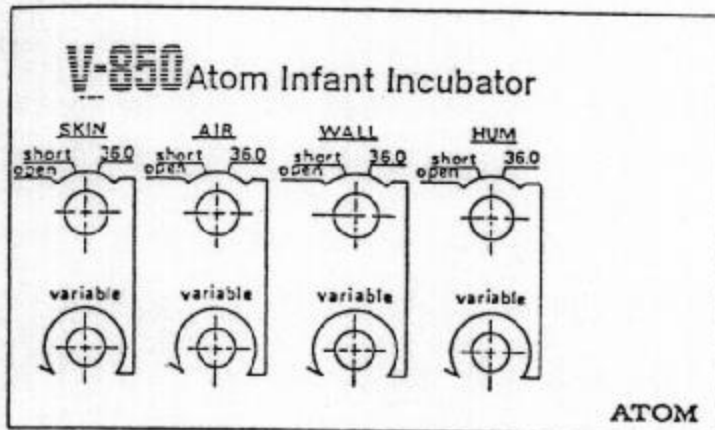 V-850 Atom Infant Incubator
SKIN AIR WALL HUM
short 36.0 short 36.0 short 36.0 short 36.0
open open open open
variable variable variable variable
ATOM